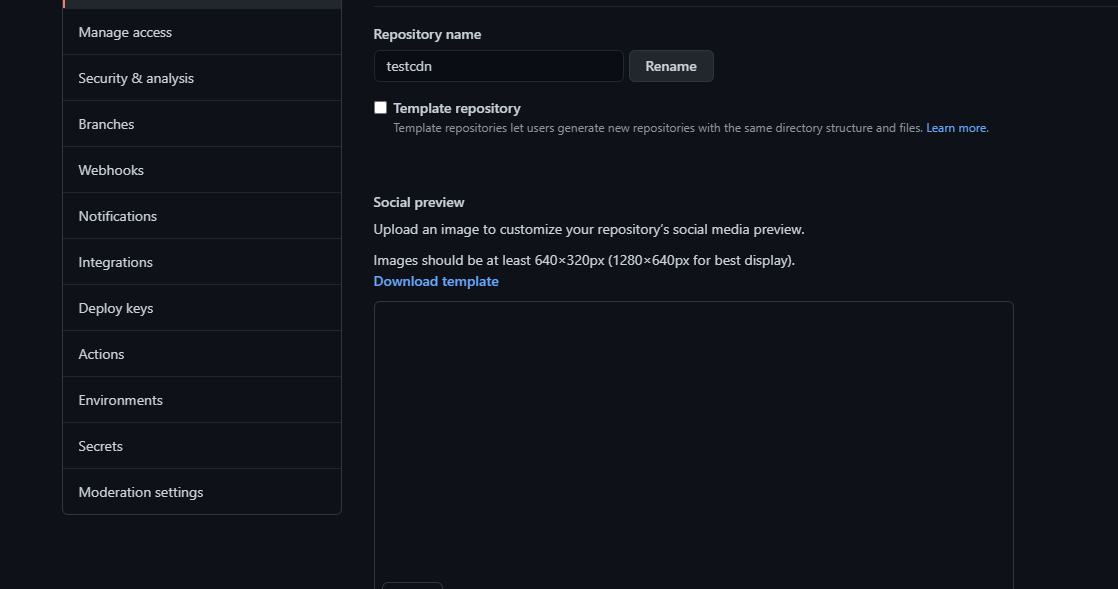 Manage access
Security & analysis
Branches
Webhooks
Notifications
Integrations
Deploy keys
Actions
Environments
Secrets
Moderation settings
Repository name
testcdn
Rename
Template repository
Template repositories let users generate new repositories with the same directory structure and files. Learn more.
Social preview
Upload an image to customize your repository’s social media preview.
Images should be at least 640×320px (1280×640px for best display).
Download template